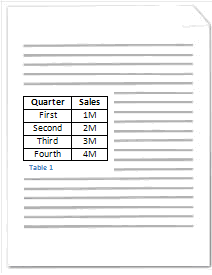 Quarter Sales
First 1M
Second 2M
Third 3M
Fourth 4M
Table 1